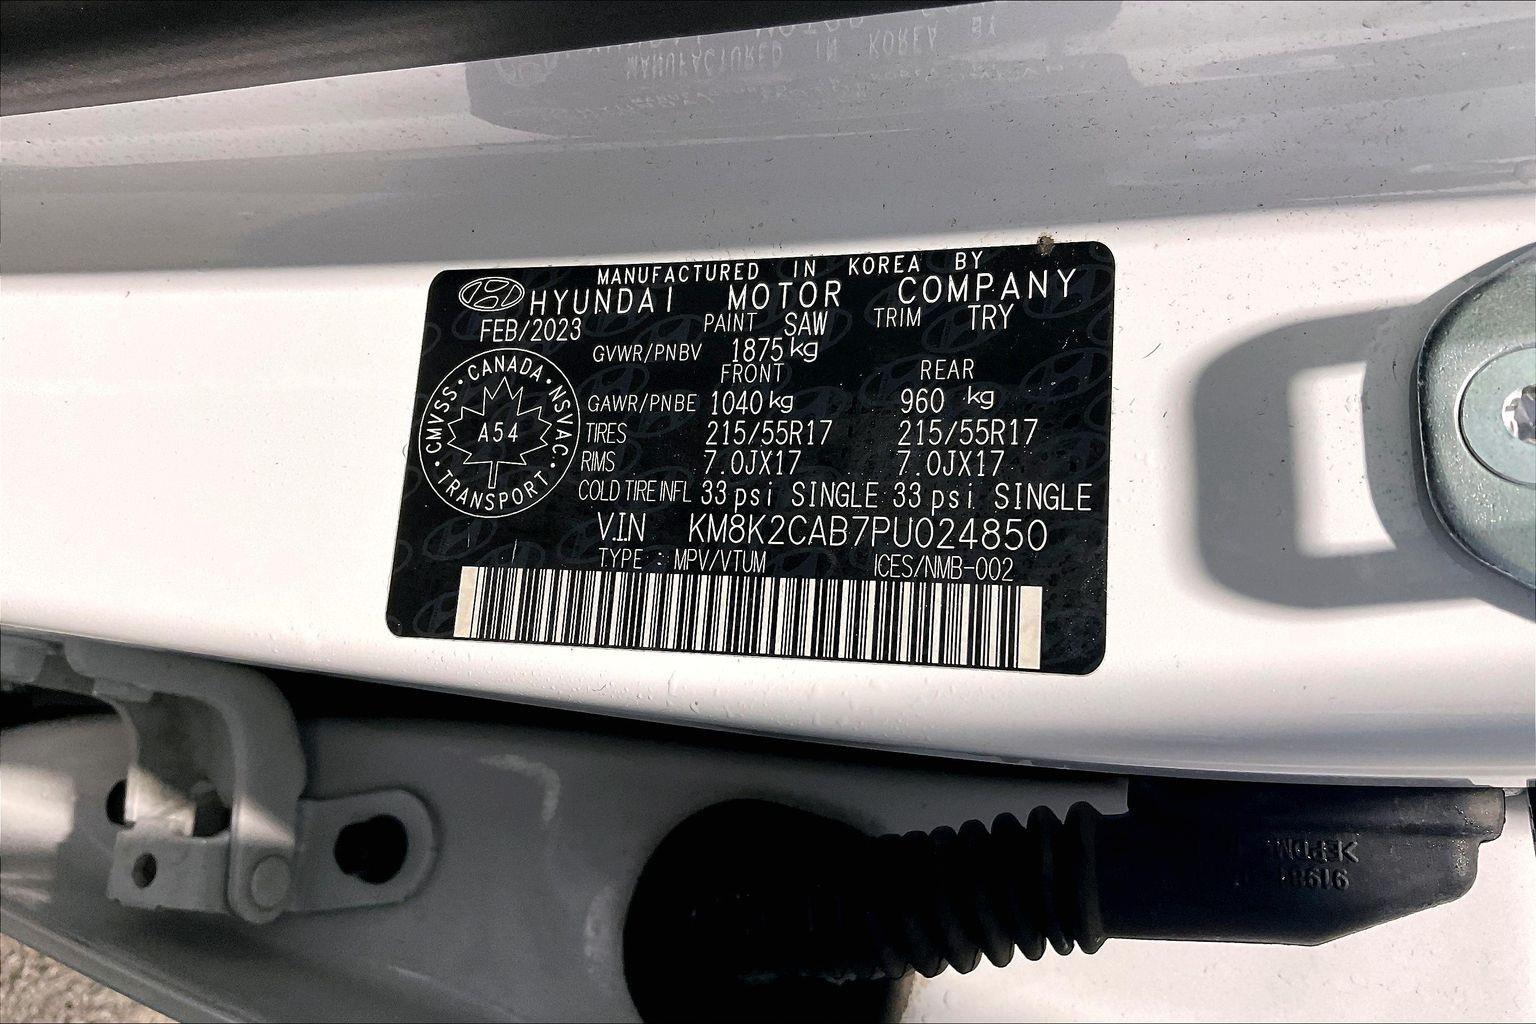 MANUFACTURED IN KOREA BY
HYUNDAI MOTOR COMPANY
FEB/2023 PAINT SAW TRIM TRY
GVWR/PNBV 1875 kg
FRONT REAR
GAWR/PNBE 1040 kg 960 kg
TIRES 215/55R17 215/55R17
RIMS 7.0JX17 7.0JX17
COLD TIRE INFL 33 psi SINGLE 33 psi SINGLE
V.I.N KM8K2CAB7PU024850
TYPE : MPV/VTUM ICES/NMB-002
CANADA · NSVAC · TRANSPORT · CMVSS ·
A54